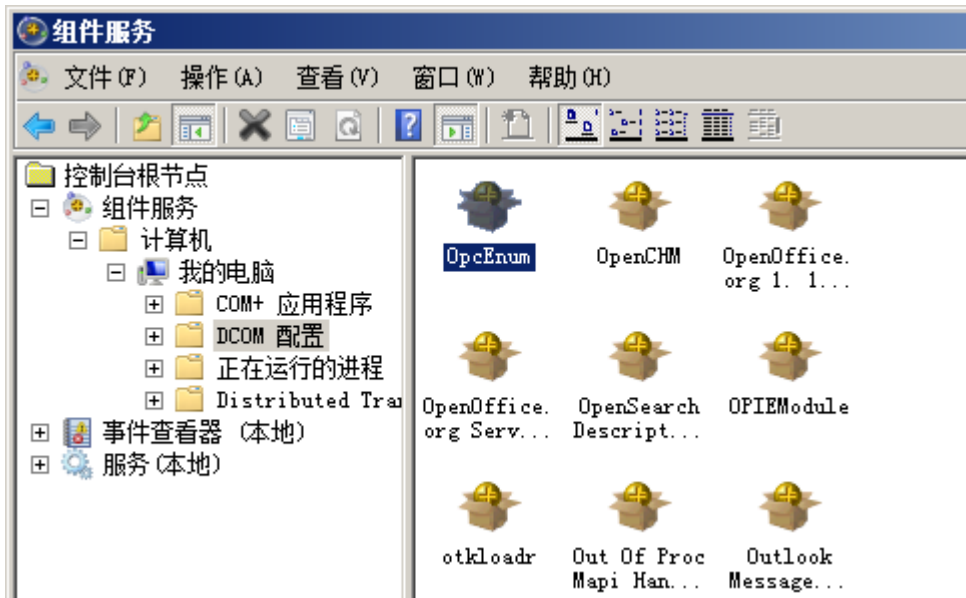 组件服务
文件(F) 操作(A) 查看(V) 窗口(W) 帮助(H)
控制台根节点
组件服务
计算机
我的电脑
COM+ 应用程序
DCOM 配置
正在运行的进程
Distributed Tra
事件查看器 (本地)
服务(本地)
OpcEnum
OpenCHM
OpenOffice.
org 1. 1...
OpenOffice.
org Serv...
OpenSearch
Descript...
OPIEModule
otkloadr
Out Of Proc
Mapi Han...
Outlook
Message...